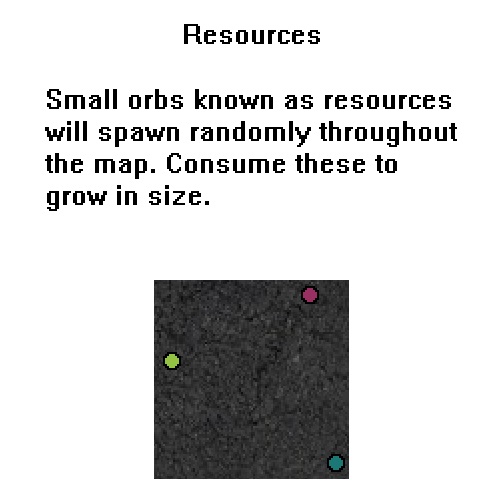 Resources
Small orbs known as resources
will spawn randomly throughout
the map. Consume these to
grow in size.